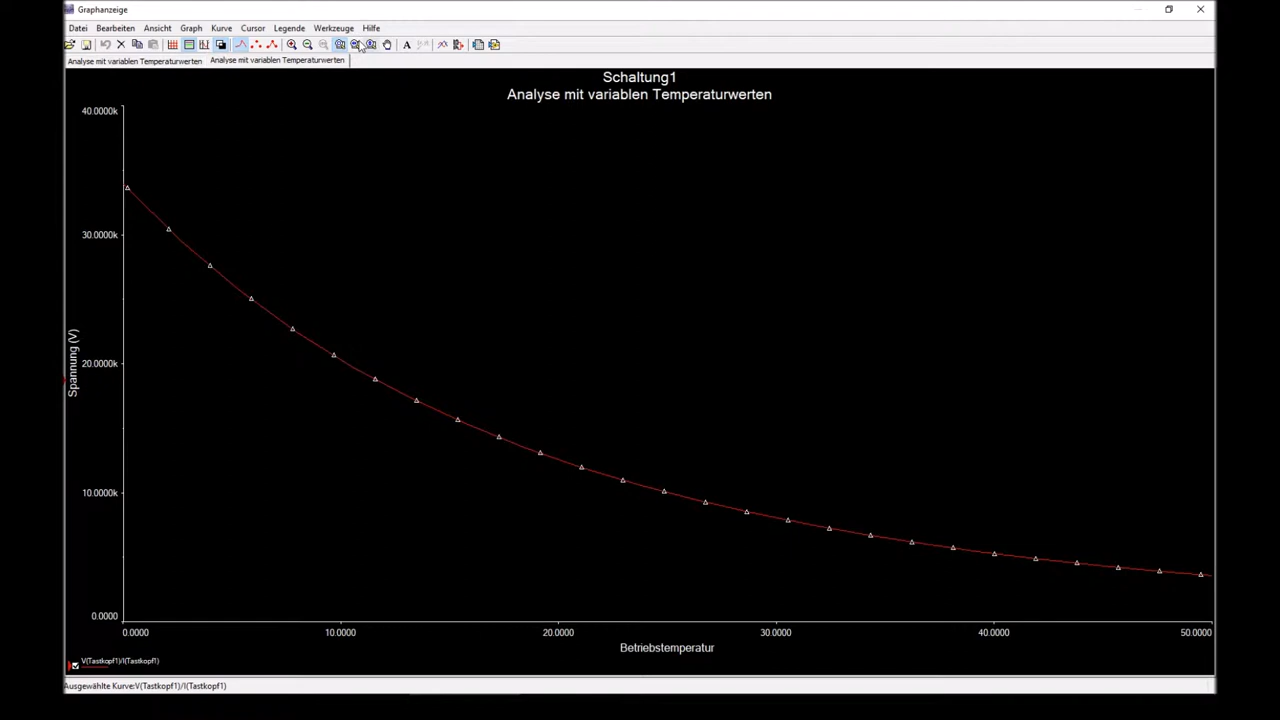 Graphanzeige
Datei Bearbeiten Ansicht Graph Kurve Cursor Legende Werkzeuge Hilfe
A
Analyse mit variablen Temperaturwerten Analyse mit variablen Temperaturwerten
Schaltung1
Analyse mit variablen Temperaturwerten
40.0000k
30.0000k
20.0000k
10.0000k
0.0000
Spannung (V)
0.0000 10.0000 20.0000 30.0000 40.0000 50.0000
Betriebstemperatur
V(Tastkopf1)/I(Tastkopf1)
Ausgewählte Kurve:V(Tastkopf1)/I(Tastkopf1)